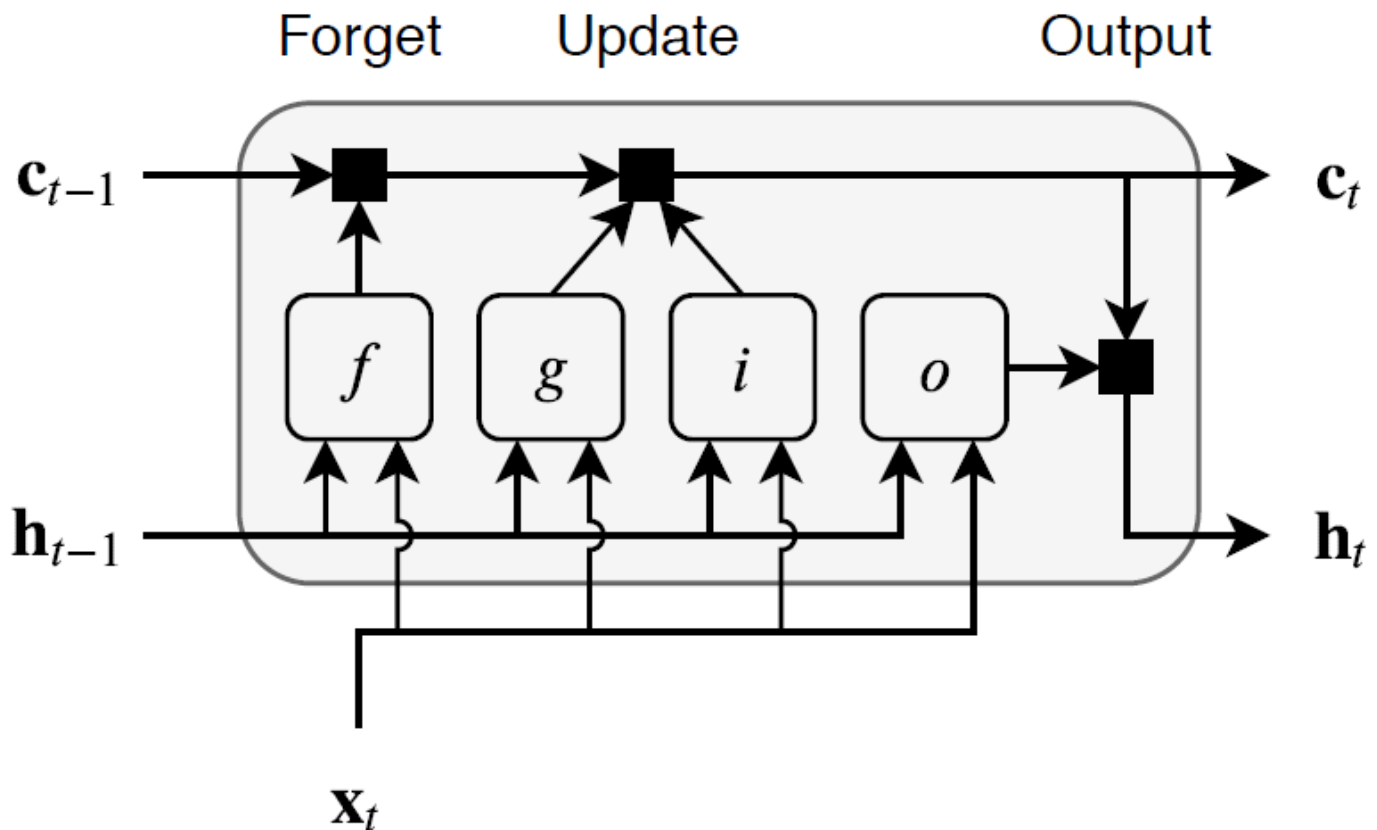 Forget Update Output
c_{t−1} c_t
f g i o
h_{t−1} h_t
x_t